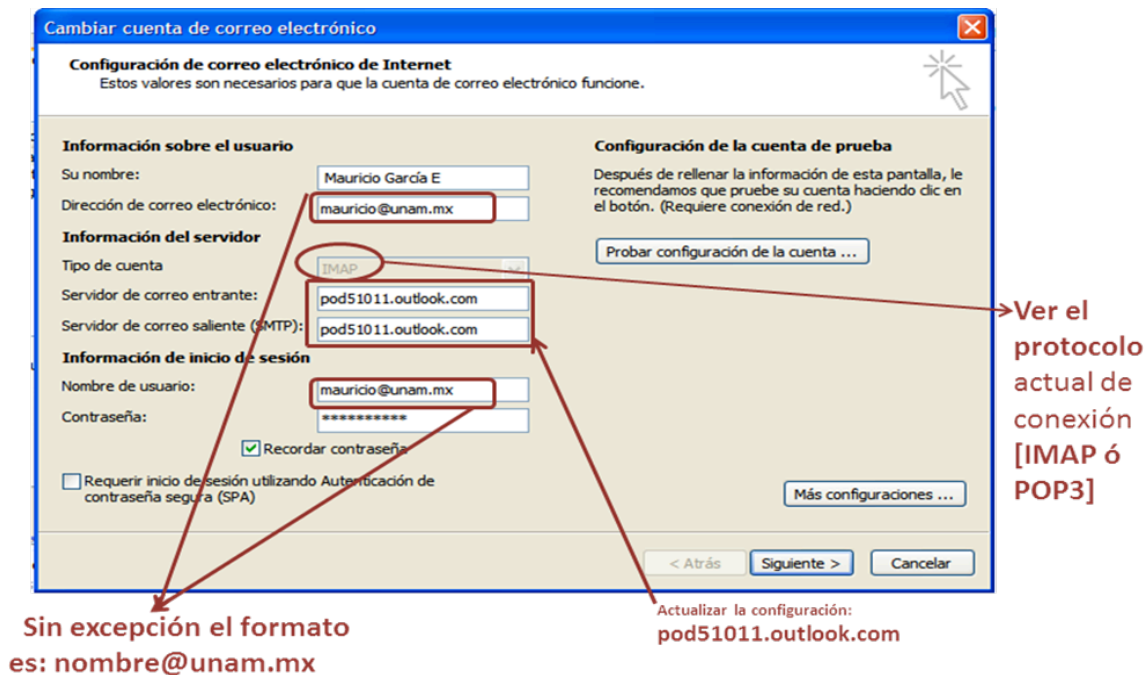 Cambiar cuenta de correo electrónico
Configuración de correo electrónico de Internet
Estos valores son necesarios para que la cuenta de correo electrónico funcione.
Información sobre el usuario
Su nombre:
Mauricio García E
Dirección de correo electrónico:
mauricio@unam.mx
Información del servidor
Tipo de cuenta
IMAP
Servidor de correo entrante:
pod51011.outlook.com
Servidor de correo saliente (SMTP):
pod51011.outlook.com
Información de inicio de sesión
Nombre de usuario:
mauricio@unam.mx
Contraseña:
**********
Recordar contraseña
Requerir inicio de sesión utilizando Autenticación de
contraseña segura (SPA)
Configuración de la cuenta de prueba
Después de rellenar la información de esta pantalla, le
recomendamos que pruebe su cuenta haciendo clic en
el botón. (Requiere conexión de red.)
Probar configuración de la cuenta ...
Más configuraciones ...
< Atrás
Siguiente >
Cancelar
Ver el
protocolo
actual de
conexión
[IMAP ó
POP3]
Sin excepción el formato
es: nombre@unam.mx
Actualizar la configuración:
pod51011.outlook.com